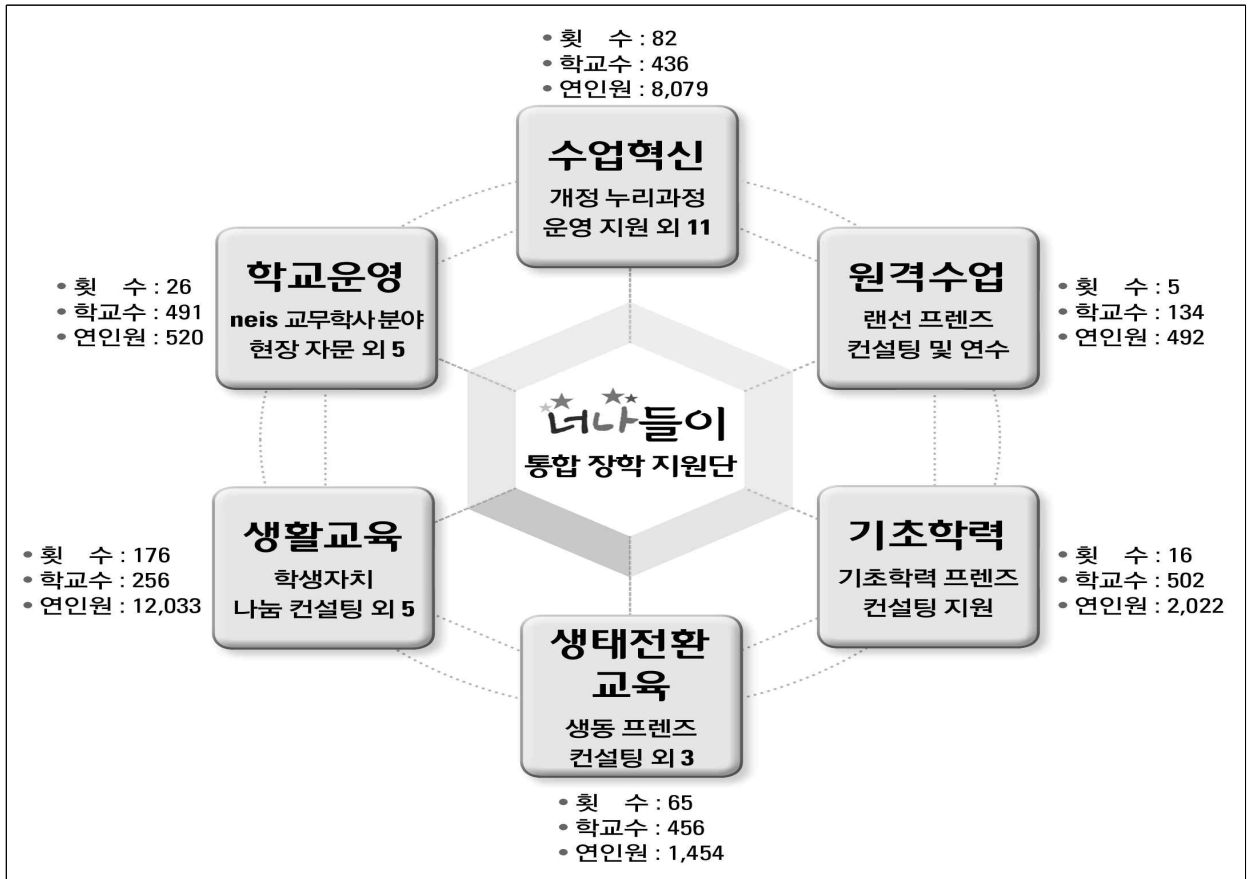 • 횟 수 : 82
• 학교수 : 436
• 연인원 : 8,079
수업혁신
개정 누리과정
운영 지원 외 11
학교운영
neis 교무학사 분야
현장 자문 외 5
• 횟 수 : 26
• 학교수 : 491
• 연인원 : 520
원격수업
랜선 프렌즈
컨설팅 및 연수
• 횟 수 : 5
• 학교수 : 134
• 연인원 : 492
너나들이
통합 장학 지원단
생활교육
학생자치
나눔 컨설팅 외 5
• 횟 수 : 176
• 학교수 : 256
• 연인원 : 12,033
기초학력
기초학력 프렌즈
컨설팅 지원
• 횟 수 : 16
• 학교수 : 502
• 연인원 : 2,022
생태전환
교육
생동 프렌즈
컨설팅 외 3
• 횟 수 : 65
• 학교수 : 456
• 연인원 : 1,454